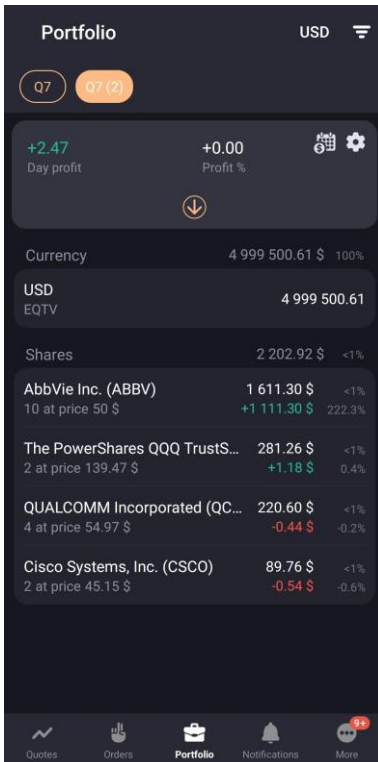 Portfolio USD
Q7 Q7 (2)
+2.47 +0.00
Day profit Profit %
Currency 4 999 500.61 $ 100%
USD
4 999 500.61
EQTV
Shares 2 202.92 $ <1%
AbbVie Inc. (ABBV) 1 611.30 $ <1%
10 at price 50 $ +1 111.30 $ 222.3%
The PowerShares QQQ TrustS... 281.26 $ <1%
2 at price 139.47 $ +1.18 $ 0.4%
QUALCOMM Incorporated (QC... 220.60 $ <1%
4 at price 54.97 $ -0.44 $ -0.2%
Cisco Systems, Inc. (CSCO) 89.76 $ <1%
2 at price 45.15 $ -0.54 $ -0.6%
9+
Quotes Orders Portfolio Notifications More